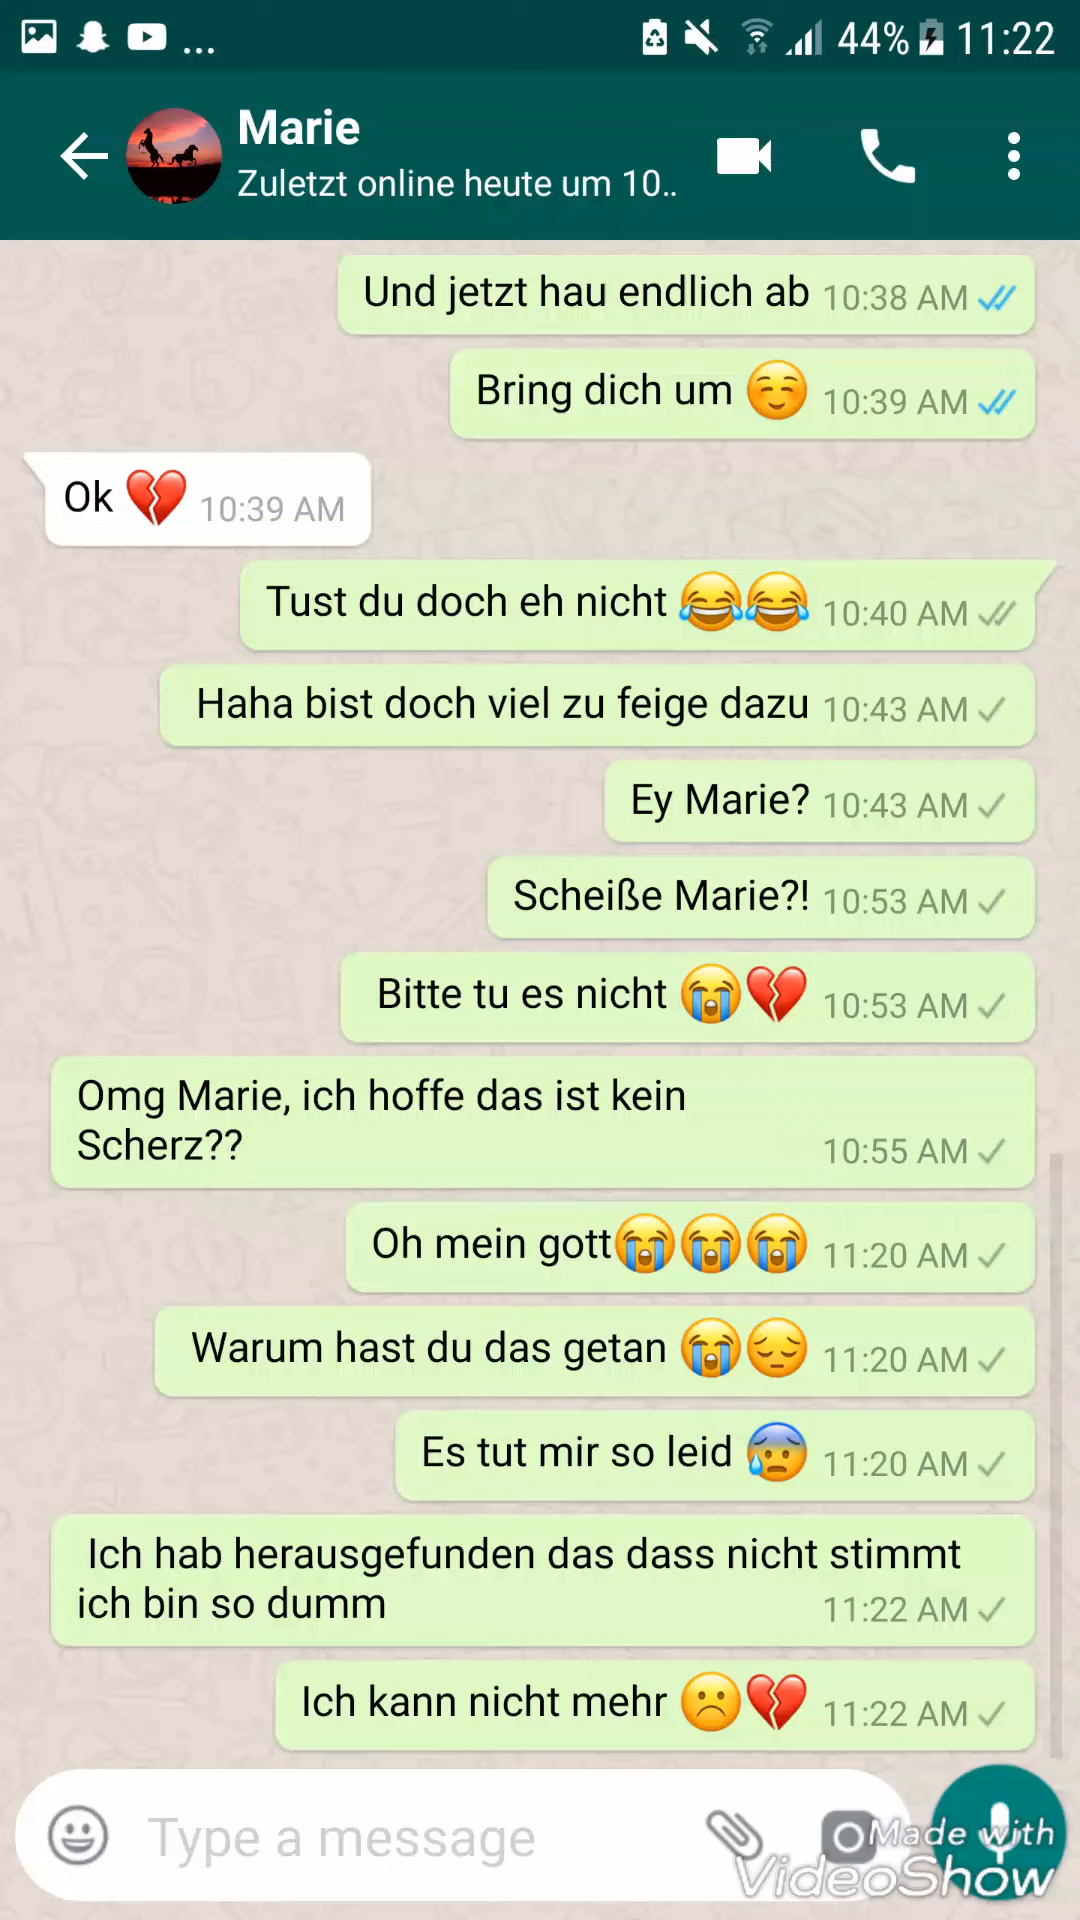 ... 44% 11:22
Marie
Zuletzt online heute um 10..
Und jetzt hau endlich ab 10:38 AM
Bring dich um ☺️ 10:39 AM
Ok 💔 10:39 AM
Tust du doch eh nicht 😂😂 10:40 AM
Haha bist doch viel zu feige dazu 10:43 AM
Ey Marie? 10:43 AM
Scheiße Marie?! 10:53 AM
Bitte tu es nicht 😭💔 10:53 AM
Omg Marie, ich hoffe das ist kein
Scherz?? 10:55 AM
Oh mein gott😭😭😭 11:20 AM
Warum hast du das getan 😭😔 11:20 AM
Es tut mir so leid 😰 11:20 AM
Ich hab herausgefunden das dass nicht stimmt
ich bin so dumm 11:22 AM
Ich kann nicht mehr ☹️💔 11:22 AM
Type a message
Made with
VideoShow